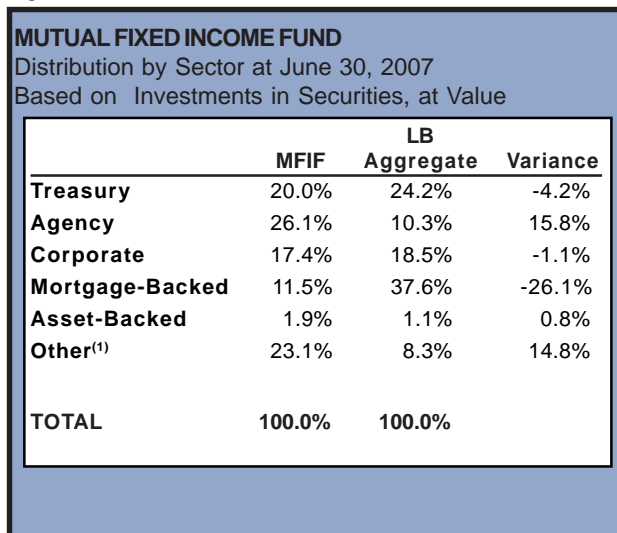 MUTUAL FIXED INCOME FUND
Distribution by Sector at June 30, 2007
Based on Investments in Securities, at Value
LB
MFIF Aggregate Variance
Treasury 20.0% 24.2% -4.2%
Agency 26.1% 10.3% 15.8%
Corporate 17.4% 18.5% -1.1%
Mortgage-Backed 11.5% 37.6% -26.1%
Asset-Backed 1.9% 1.1% 0.8%
Other(1) 23.1% 8.3% 14.8%
TOTAL 100.0% 100.0%